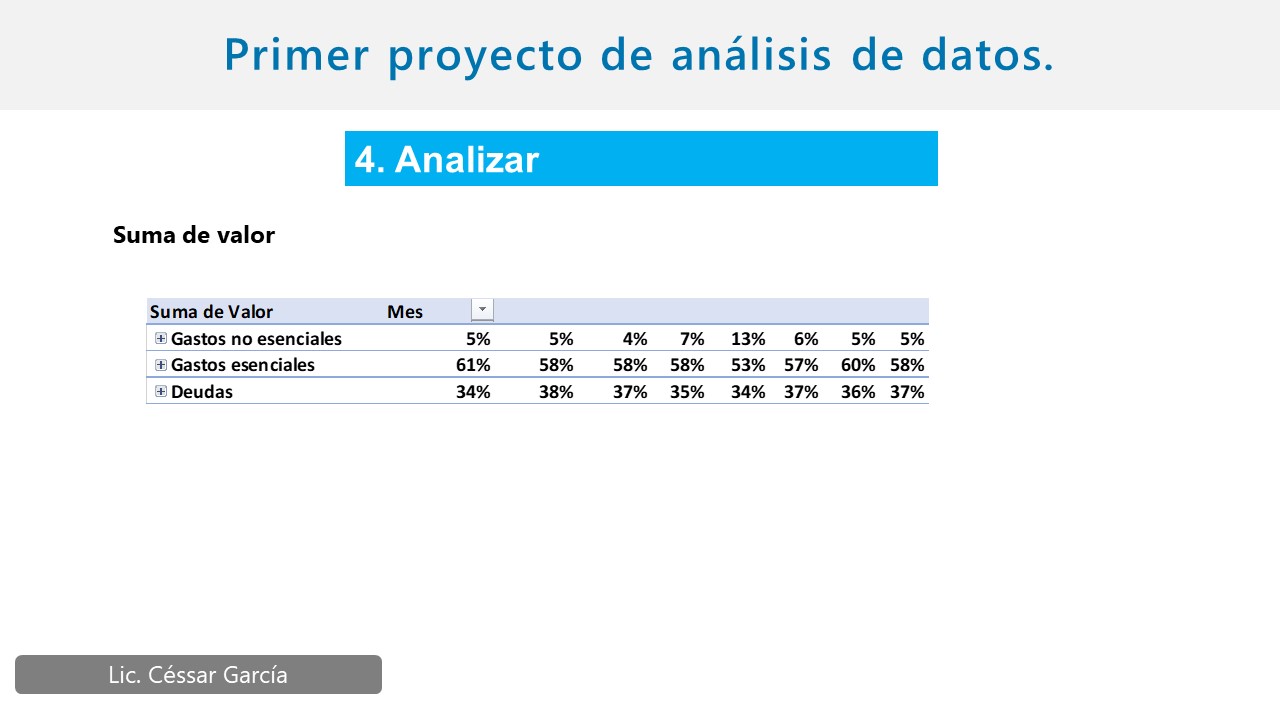 Primer proyecto de análisis de datos.
4. Analizar
Suma de valor
Suma de Valor Mes
Gastos no esenciales 5% 5% 4% 7% 13% 6% 5% 5%
Gastos esenciales 61% 58% 58% 58% 53% 57% 60% 58%
Deudas 34% 38% 37% 35% 34% 37% 36% 37%
Lic. Céssar García